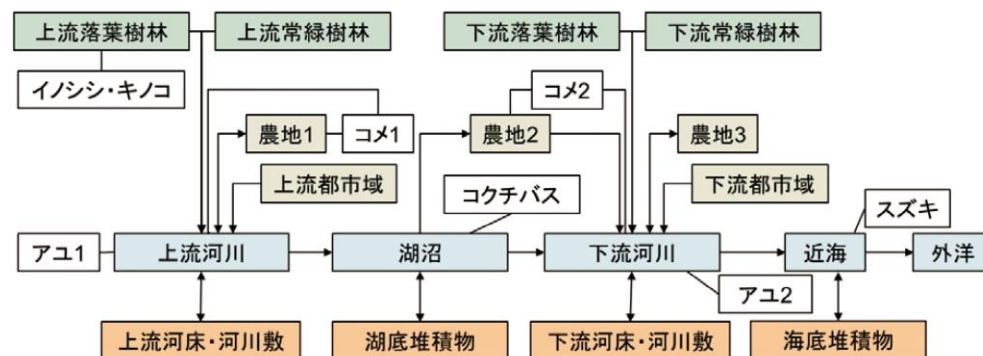 上流落葉樹林
上流常緑樹林
下流落葉樹林
下流常緑樹林
イノシシ・キノコ
コメ2
農地1
コメ1
農地2
農地3
上流都市域
コクチバス
下流都市域
スズキ
アユ1
上流河川
湖沼
下流河川
近海
外洋
アユ2
上流河床・河川敷
湖底堆積物
下流河床・河川敷
海底堆積物